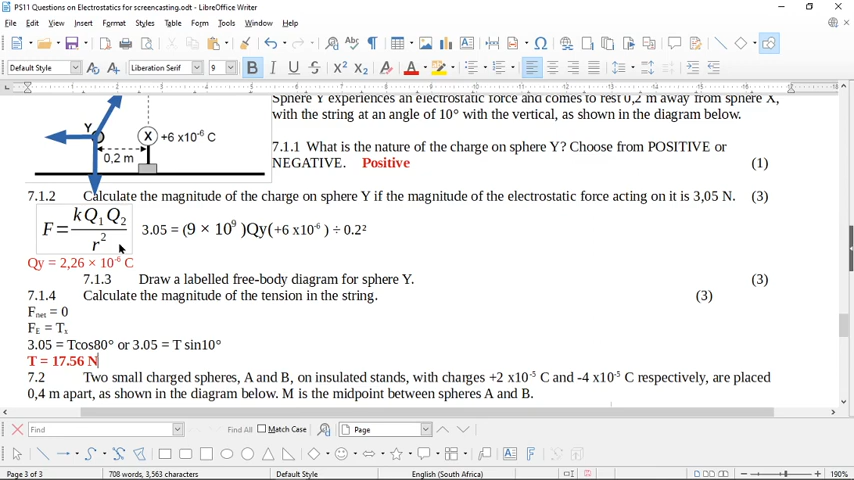 PS11 Questions on Electrostatics for screencasting.odt - LibreOffice Writer
File Edit View Insert Format Styles Table Form Tools Window Help
Default Style Liberation Serif 9
Sphere Y experiences an electrostatic force and comes to rest 0,2 m away from sphere X,
with the string at an angle of 10° with the vertical, as shown in the diagram below.
Y X +6 x10⁻⁶ C
0,2 m
7.1.1 What is the nature of the charge on sphere Y? Choose from POSITIVE or
NEGATIVE. Positive (1)
7.1.2 Calculate the magnitude of the charge on sphere Y if the magnitude of the electrostatic force acting on it is 3,05 N. (3)
F = k Q₁ Q₂ / r² 3.05 = (9 × 10⁹ )Qy(+6 x10⁻⁶ ) ÷ 0.2²
Qy = 2,26 × 10⁻⁶ C
7.1.3 Draw a labelled free-body diagram for sphere Y. (3)
7.1.4 Calculate the magnitude of the tension in the string. (3)
Fnet = 0
FE = Tx
3.05 = Tcos80° or 3.05 = T sin10°
T = 17.56 N
7.2 Two small charged spheres, A and B, on insulated stands, with charges +2 x10⁻⁵ C and -4 x10⁻⁵ C respectively, are placed
0,4 m apart, as shown in the diagram below. M is the midpoint between spheres A and B.
Find Find All Match Case Page
Page 3 of 3 708 words, 3,563 characters Default Style English (South Africa) 190%